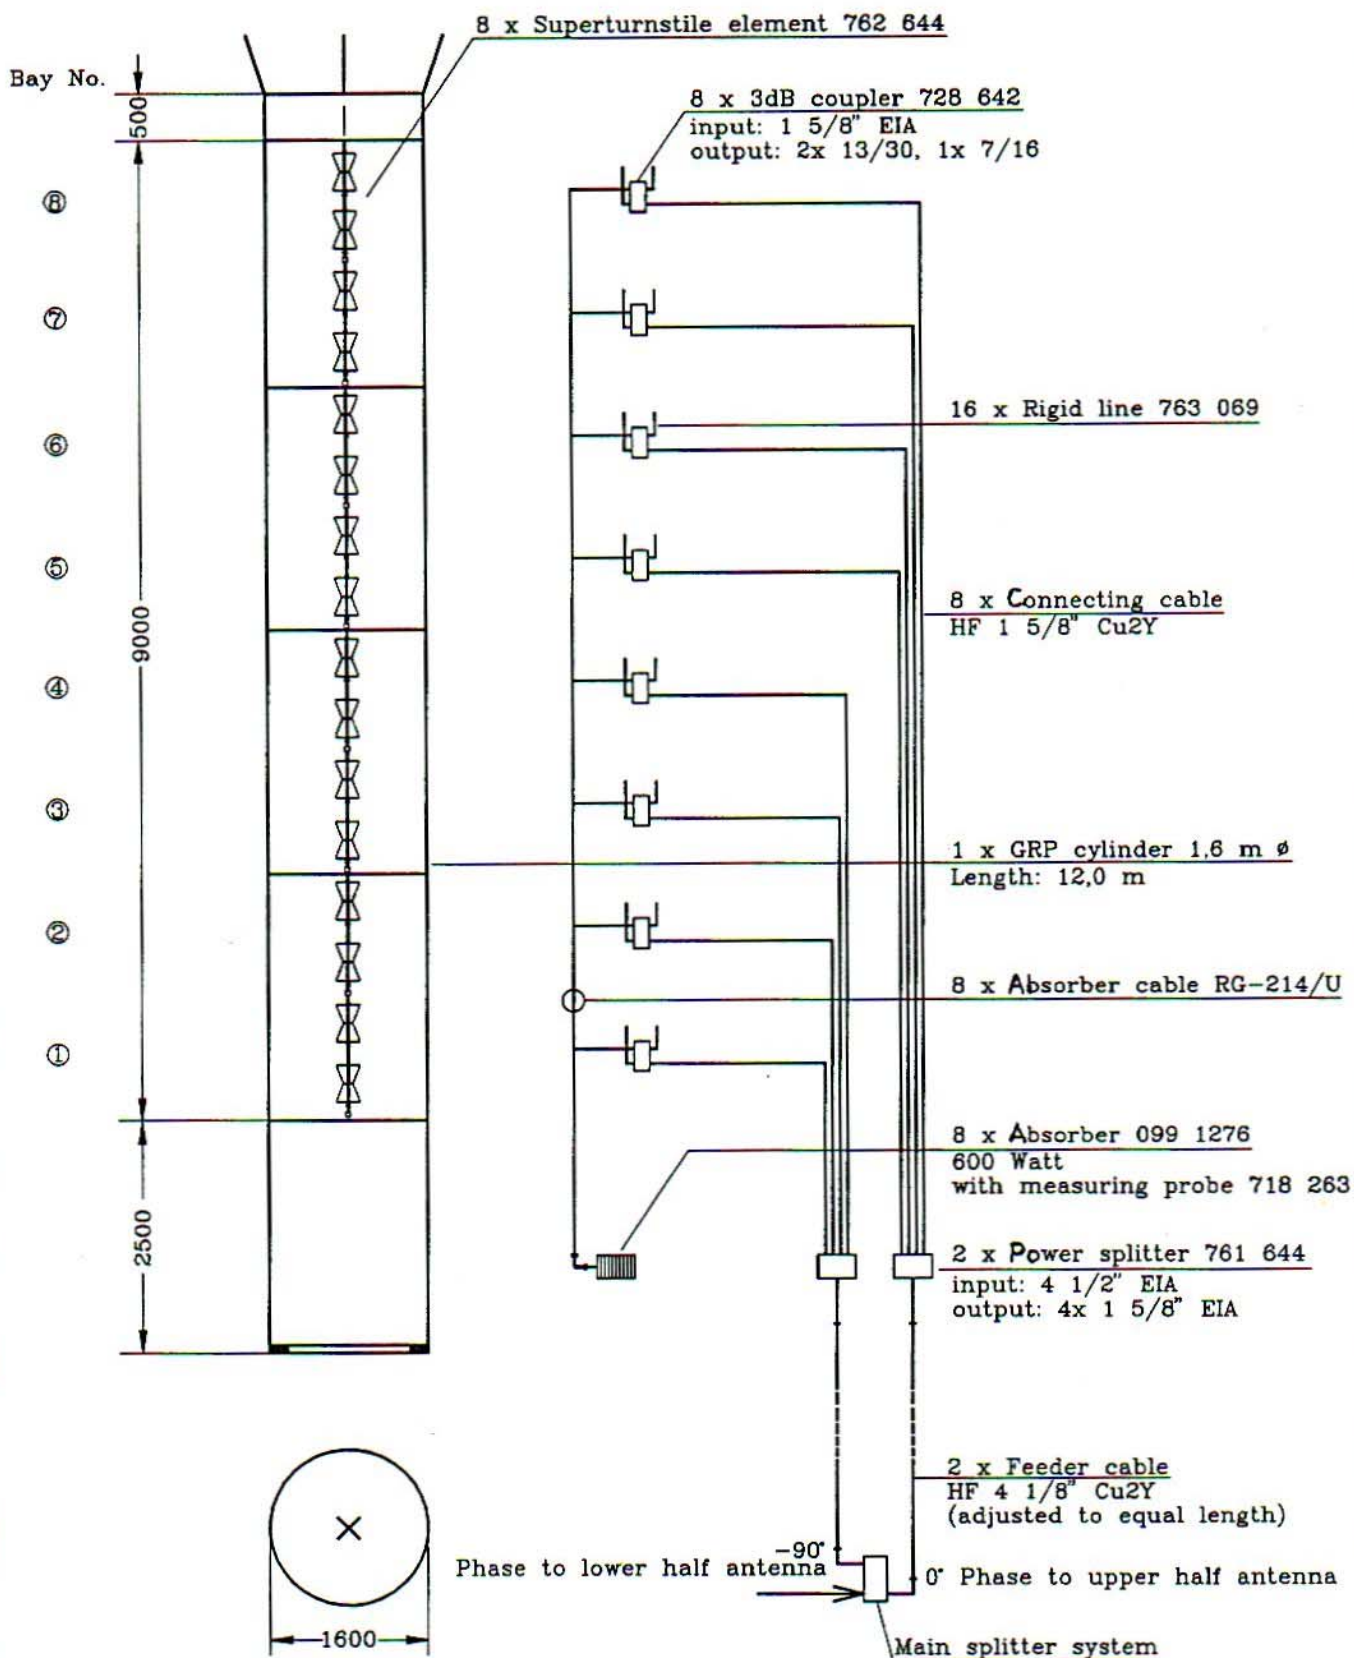 8 x Superturnstile element 762 644
Bay No.
500
8 x 3dB coupler 728 642
input: 1 5/8" EIA
output: 2x 13/30, 1x 7/16
⑧
⑦
16 x Rigid line 763 069
⑥
⑤
8 x Connecting cable
HF 1 5/8" Cu2Y
9000
④
③
1 x GRP cylinder 1,6 m ø
Length: 12,0 m
②
8 x Absorber cable RG-214/U
①
8 x Absorber 099 1276
600 Watt
with measuring probe 718 263
2500
2 x Power splitter 761 644
input: 4 1/2" EIA
output: 4x 1 5/8" EIA
2 x Feeder cable
HF 4 1/8" Cu2Y
(adjusted to equal length)
-90°
Phase to lower half antenna
0° Phase to upper half antenna
1600
Main splitter system